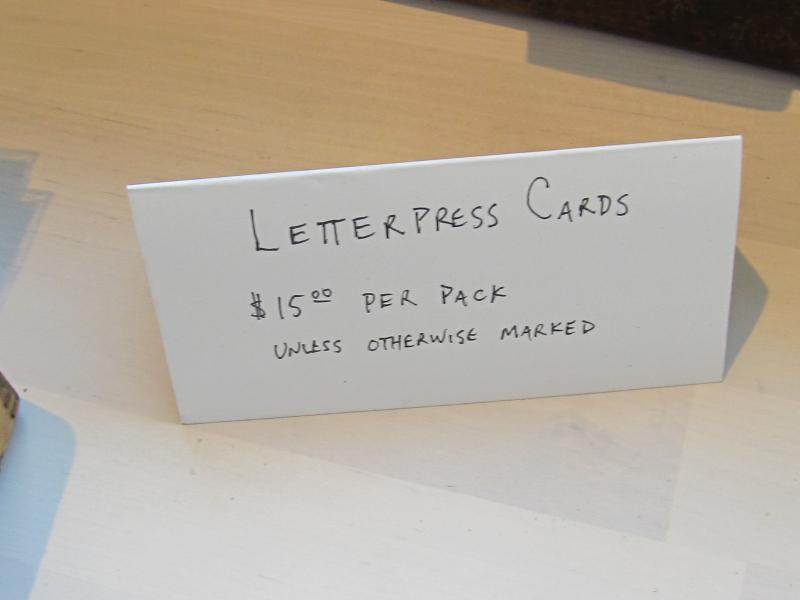 LETTERPRESS CARDS
$15⁰⁰ PER PACK
UNLESS OTHERWISE MARKED